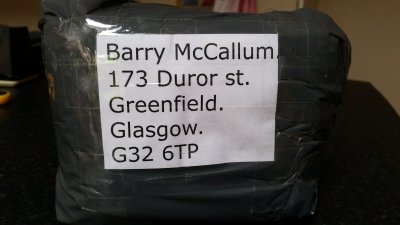 Barry McCallum.
173 Duror st.
Greenfield.
Glasgow.
G32 6TP